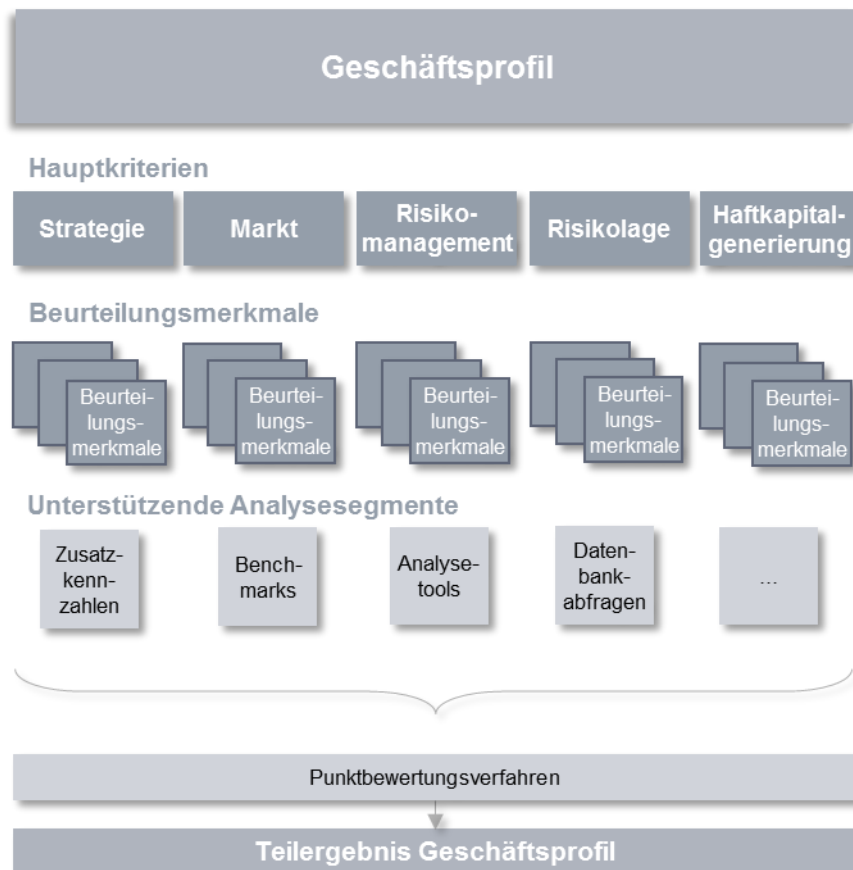 Geschäftsprofil
Hauptkriterien
Strategie
Markt
Risiko-
management
Risikolage
Haftkapital-
generierung
Beurteilungsmerkmale
Beurtei-
lungs-
merkmale
Beurtei-
lungs-
merkmale
Beurtei-
lungs-
merkmale
Beurtei-
lungs-
merkmale
Beurtei-
lungs-
merkmale
Unterstützende Analysesegmente
Zusatz-
kenn-
zahlen
Bench-
marks
Analyse-
tools
Daten-
bank-
abfragen
...
Punktbewertungsverfahren
Teilergebnis Geschäftsprofil